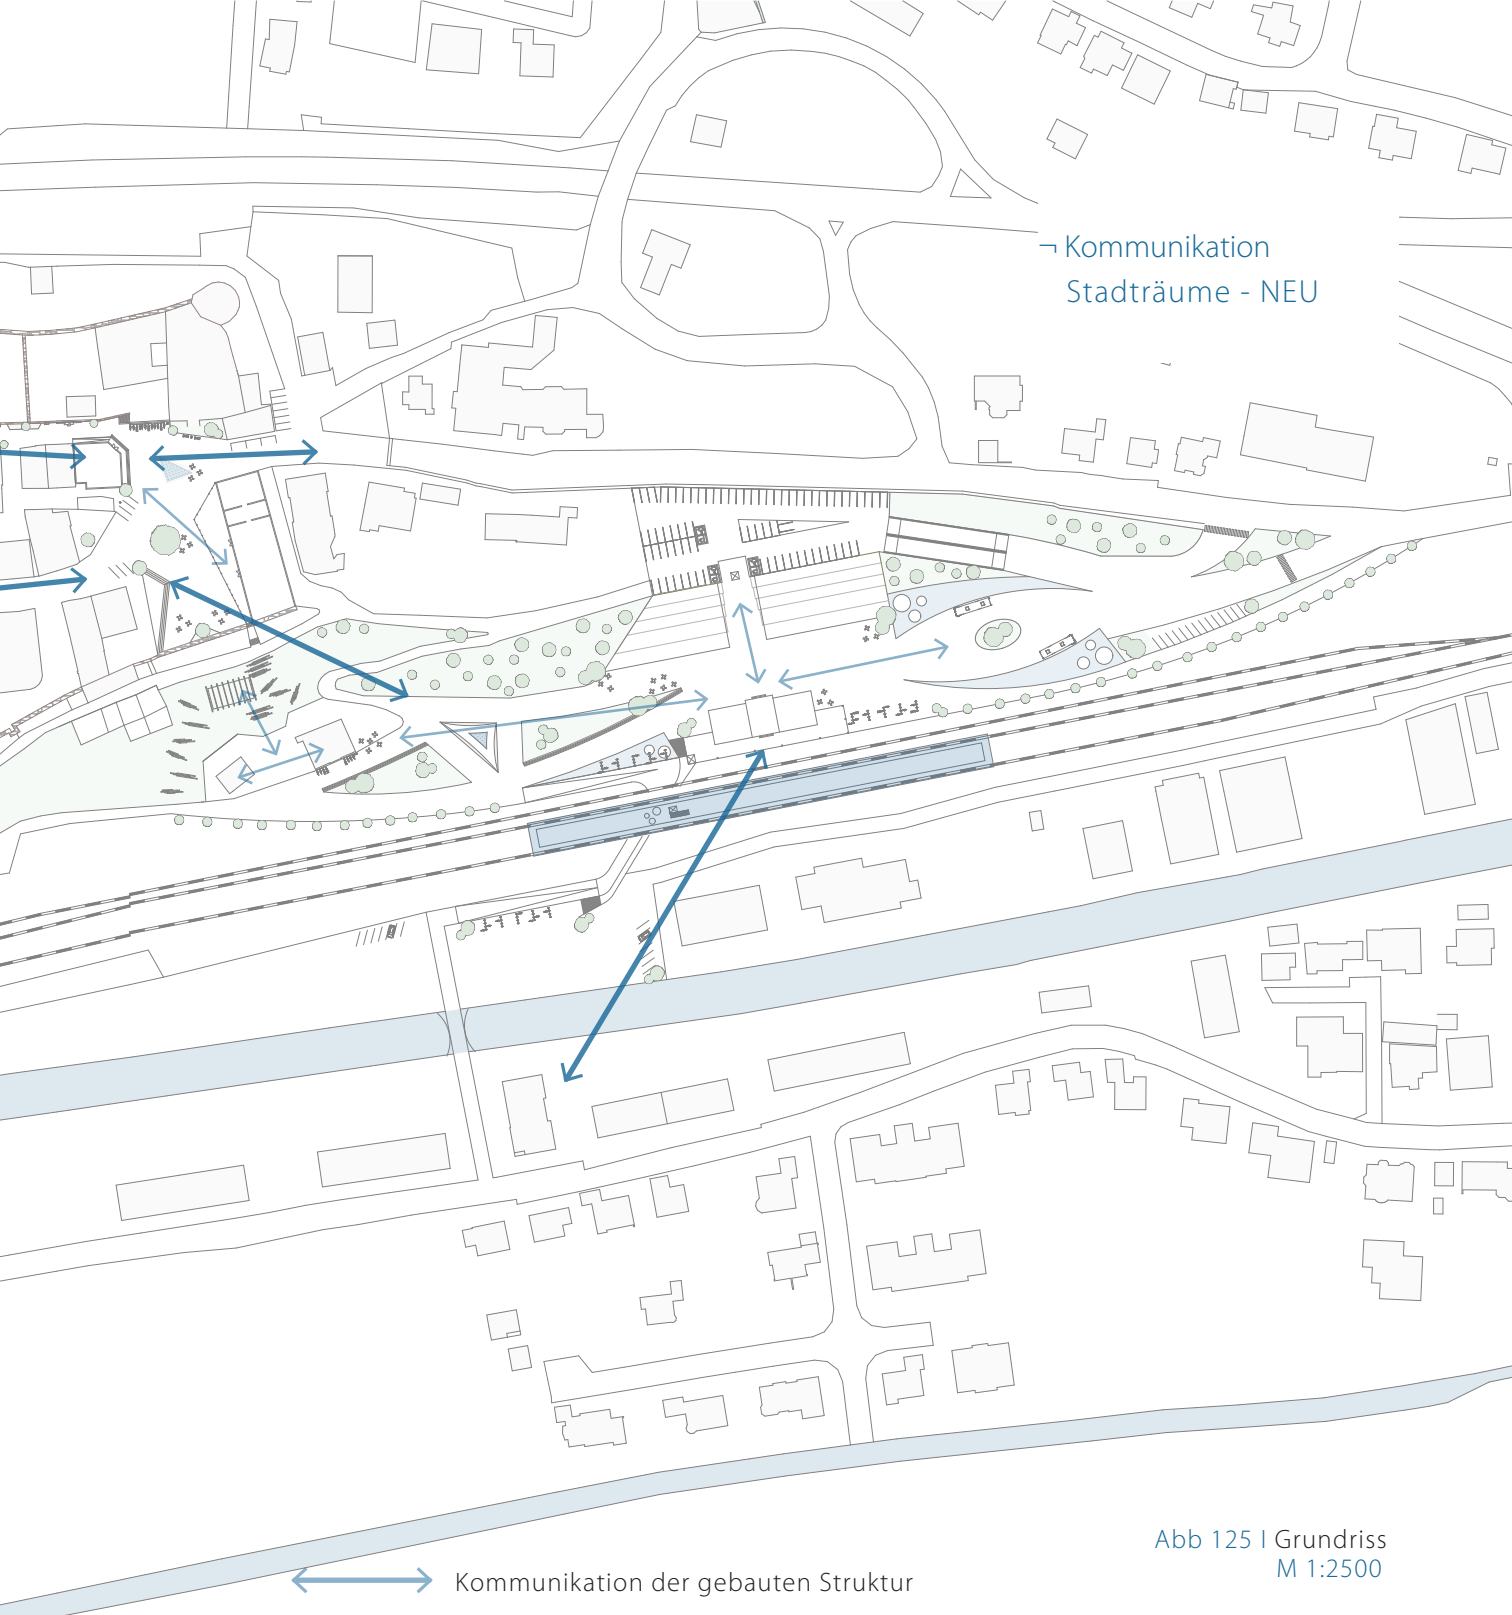 ¬ Kommunikation
Stadträume - NEU
Abb 125 I Grundriss
M 1:2500
Kommunikation der gebauten Struktur